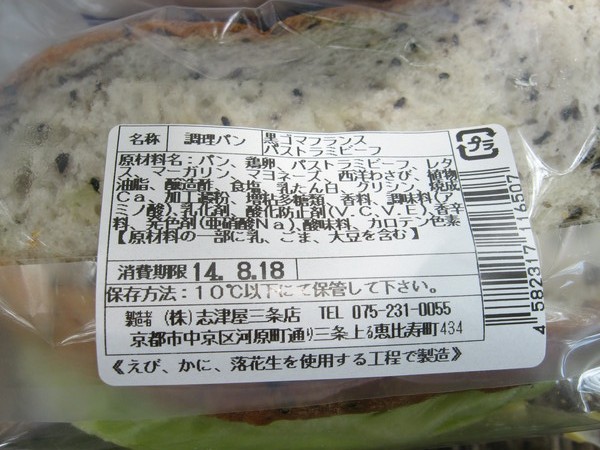 名称 調理パン 黒ゴマフランス
パストラミビーフ
原材料名：パン、鶏卵、パストラミビーフ、レタ
ス、マーガリン、マヨネーズ、西洋わさび、植物
油脂、醸造酢、食塩、乳たん白、グリシン、焼成
Ca、加工澱粉、増粘多糖類、香料、調味料(ア
ミノ酸)、乳化剤、酸化防止剤(V.C、V.E)、香辛
料、発色剤(亜硝酸Na)、酸味料、カロテン色素
【原材料の一部に乳、ごま、大豆を含む】
消費期限 14. 8.18
保存方法：10℃以下にて保管して下さい。
製造者 (株)志津屋三条店 TEL 075-231-0055
京都市中京区河原町通り三条上る恵比寿町434
《えび、かに、落花生を使用する工程で製造》
プラ
4 582317 116507